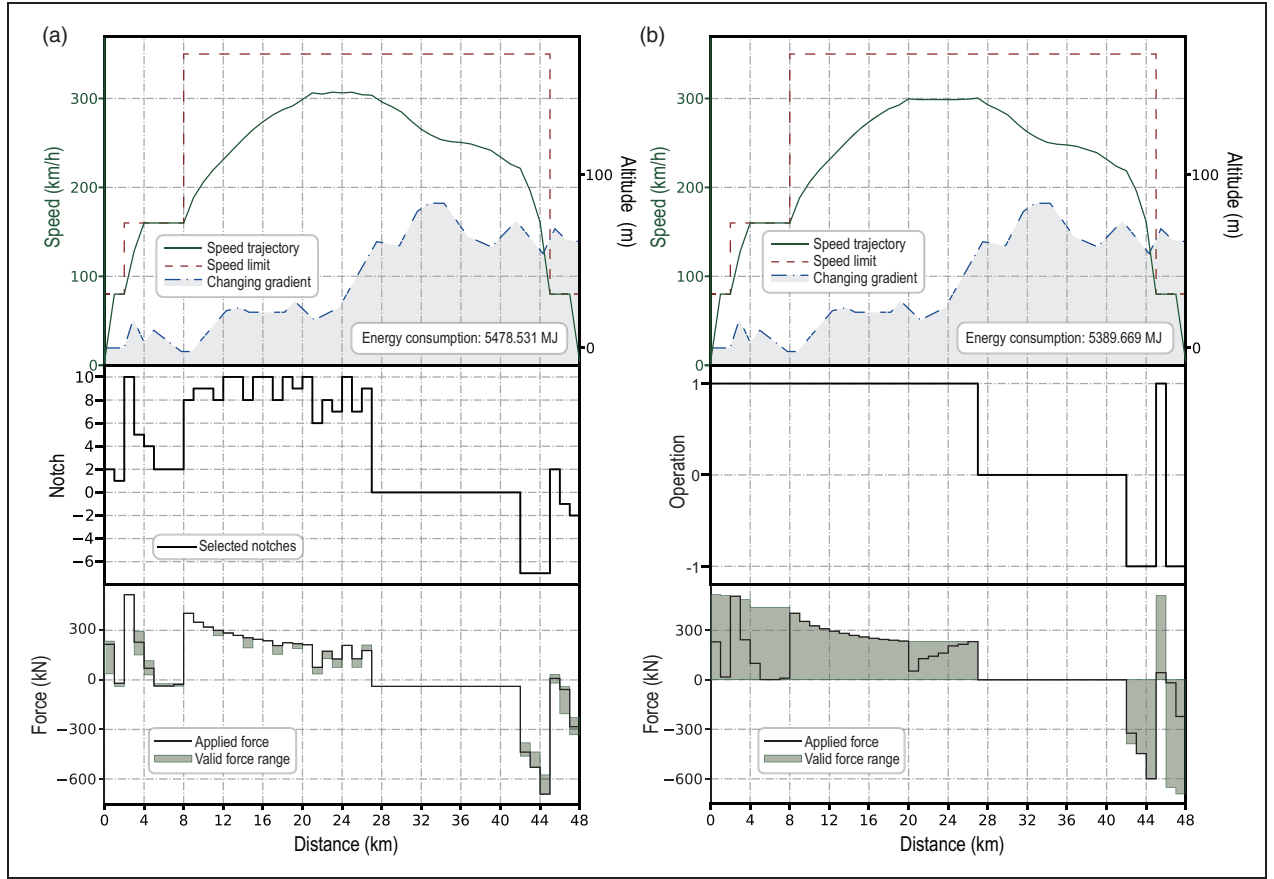 (a)
Speed (km/h)
300
200
100
0
Altitude (m)
100
0
Speed trajectory
Speed limit
Changing gradient
Energy consumption: 5478.531 MJ
Notch
10
8
6
4
2
0
−2
−4
−6
Selected notches
Force (kN)
300
0
−300
−600
Applied force
Valid force range
0 4 8 12 16 20 24 28 32 36 40 44 48
Distance (km)
(b)
Speed (km/h)
300
200
100
0
Altitude (m)
100
0
Speed trajectory
Speed limit
Changing gradient
Energy consumption: 5389.669 MJ
Operation
1
0
-1
Force (kN)
300
0
−300
−600
Applied force
Valid force range
0 4 8 12 16 20 24 28 32 36 40 44 48
Distance (km)